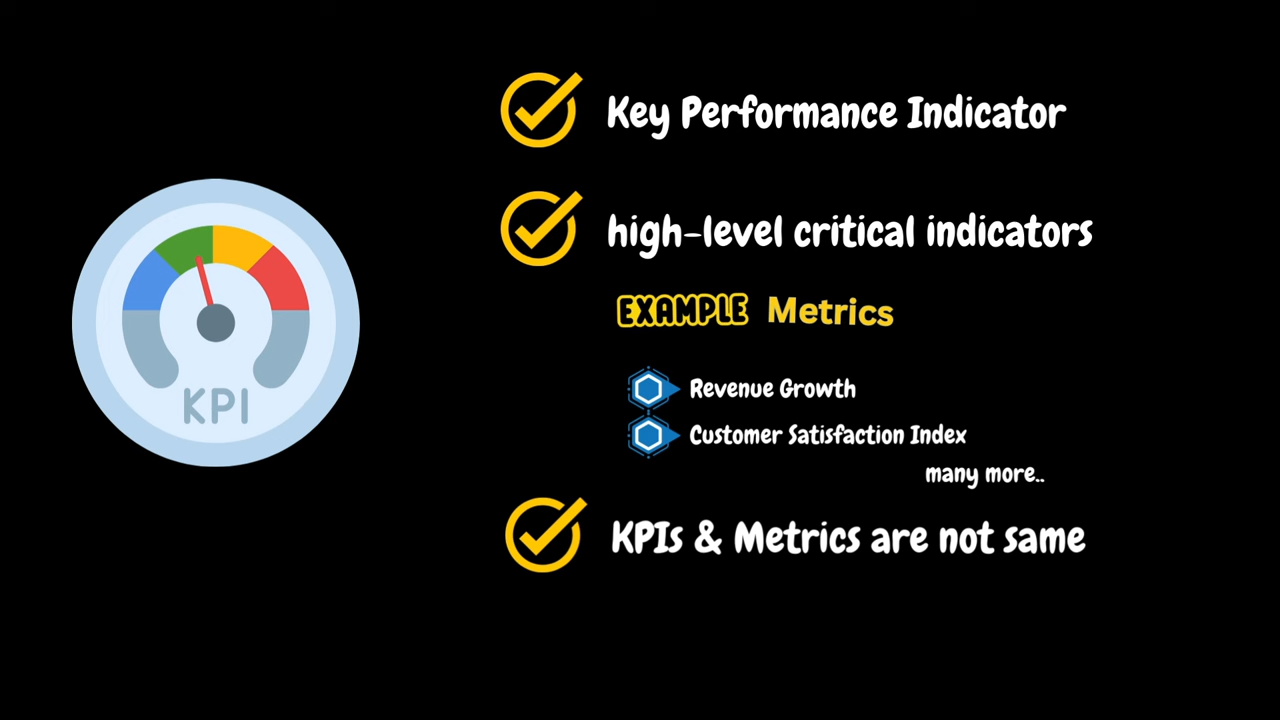 Key Performance Indicator
high-level critical indicators
EXAMPLE Metrics
Revenue Growth
Customer Satisfaction Index
many more..
KPIs & Metrics are not same
KPI